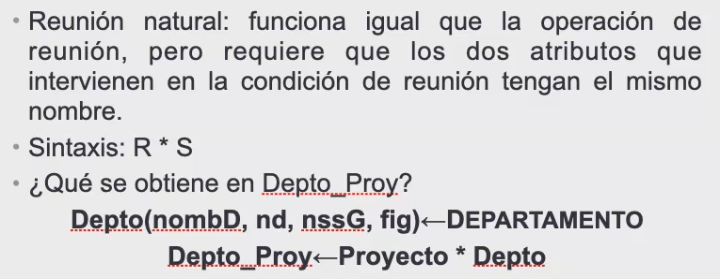 • Reunión natural: funciona igual que la operación de
reunión, pero requiere que los dos atributos que
intervienen en la condición de reunión tengan el mismo
nombre.
• Sintaxis: R * S
• ¿Qué se obtiene en Depto_Proy?
Depto(nombD, nd, nssG, fig)←DEPARTAMENTO
Depto_Proy←Proyecto * Depto